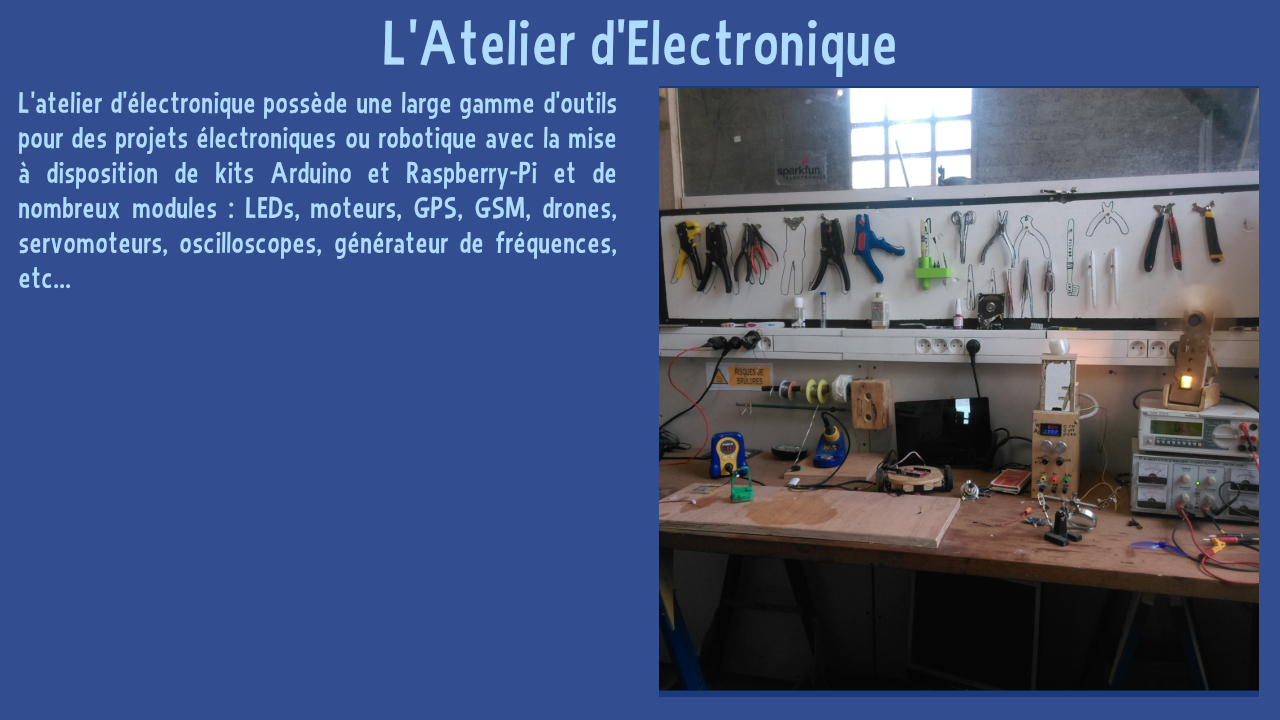 L'Atelier d'Electronique
L'atelier d'électronique possède une large gamme d'outils
pour des projets électroniques ou robotique avec la mise
à disposition de kits Arduino et Raspberry-Pi et de
nombreux modules : LEDs, moteurs, GPS, GSM, drones,
servomoteurs, oscilloscopes, générateur de fréquences,
etc...
sparkfun
ELECTRONICS
RISQUES DE
BRÛLURES